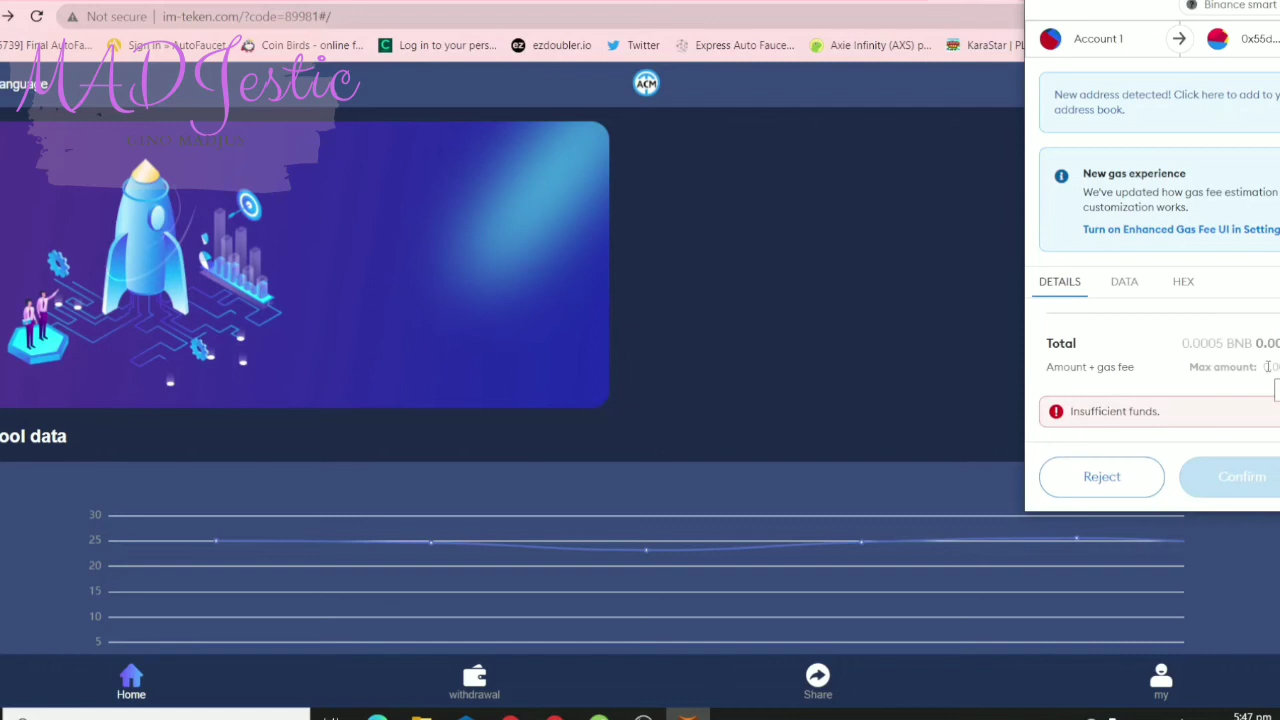 Binance smart
Not secure | im-teken.com/?code=89981#/
5739] Final AutoFa...
Sign in » AutoFaucet
Coin Birds - online
Log in to your pers...
ez
ezdoubler.io
Twitter
Express Auto Fauce...
Axie Infinity (AXS) p...
KaraStar | PL
Account 1
0x55d...
MADJestic
anguage
ACM
New address detected! Click here to add to y
address book.
New gas experience
We've updated how gas fee estimation
customization works.
Turn on Enhanced Gas Fee UI in Setting
DETAILS
DATA
HEX
Total
0.0005 BNB 0.00
Amount + gas fee
Max amount:
Insufficient funds.
Reject
Confirm
ool data
30
25
20
15
10
5
Home
withdrawal
Share
my
5:47 pm